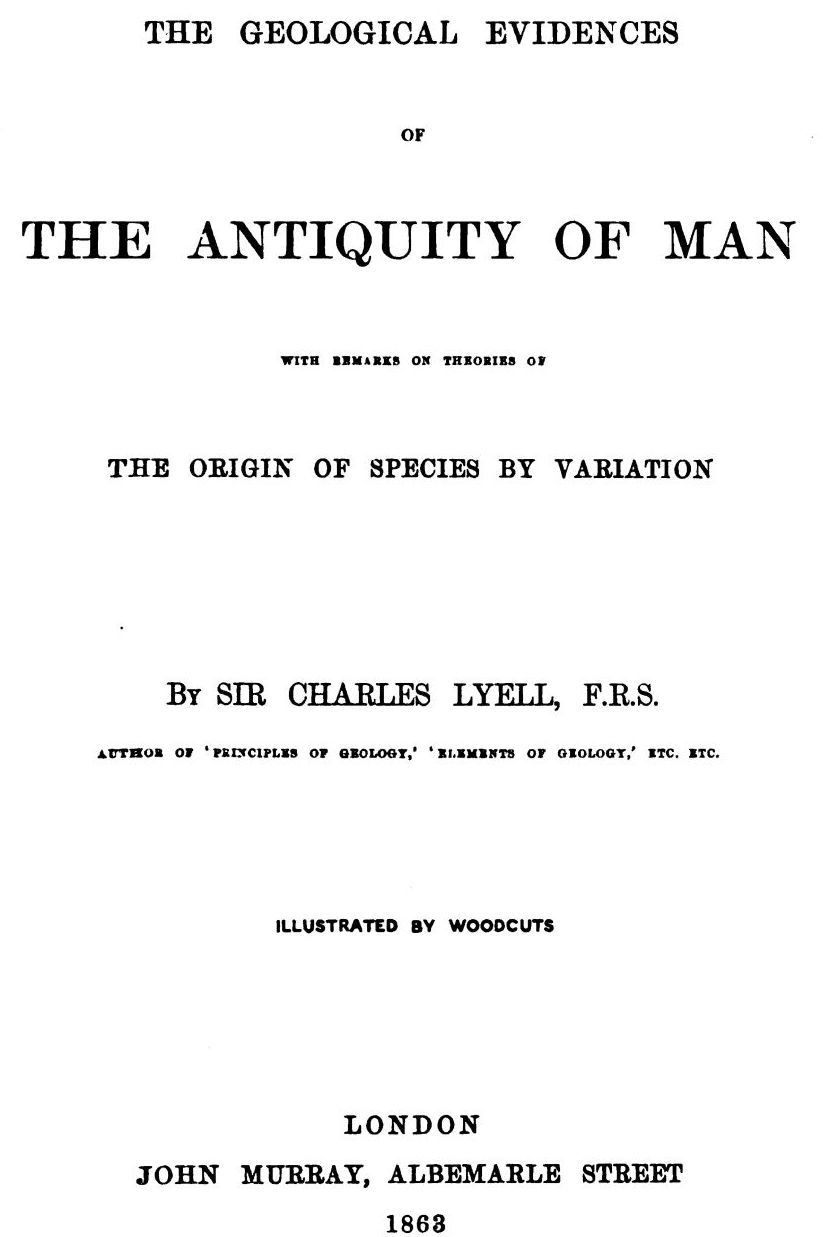 THE GEOLOGICAL EVIDENCES
OF
THE ANTIQUITY OF MAN
WITH REMARKS ON THEORIES OF
THE ORIGIN OF SPECIES BY VARIATION
BY SIR CHARLES LYELL, F.R.S.
AUTHOR OF 'PRINCIPLES OF GEOLOGY,' 'ELEMENTS OF GEOLOGY,' ETC. ETC.
ILLUSTRATED BY WOODCUTS
LONDON
JOHN MURRAY, ALBEMARLE STREET
1863